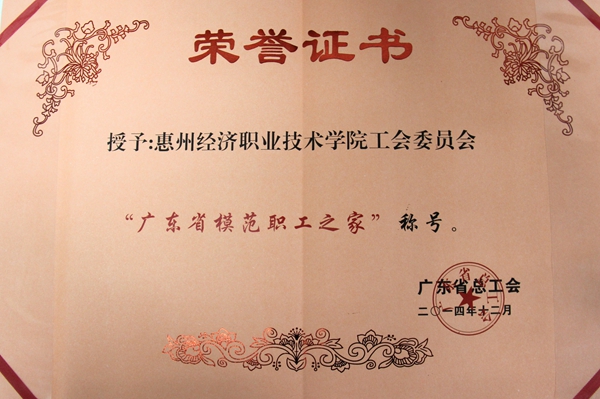 荣誉证书
授予:惠州经济职业技术学院工会委员会
“广东省模范职工之家”称号。
广东省总工会
二〇一四年十二月